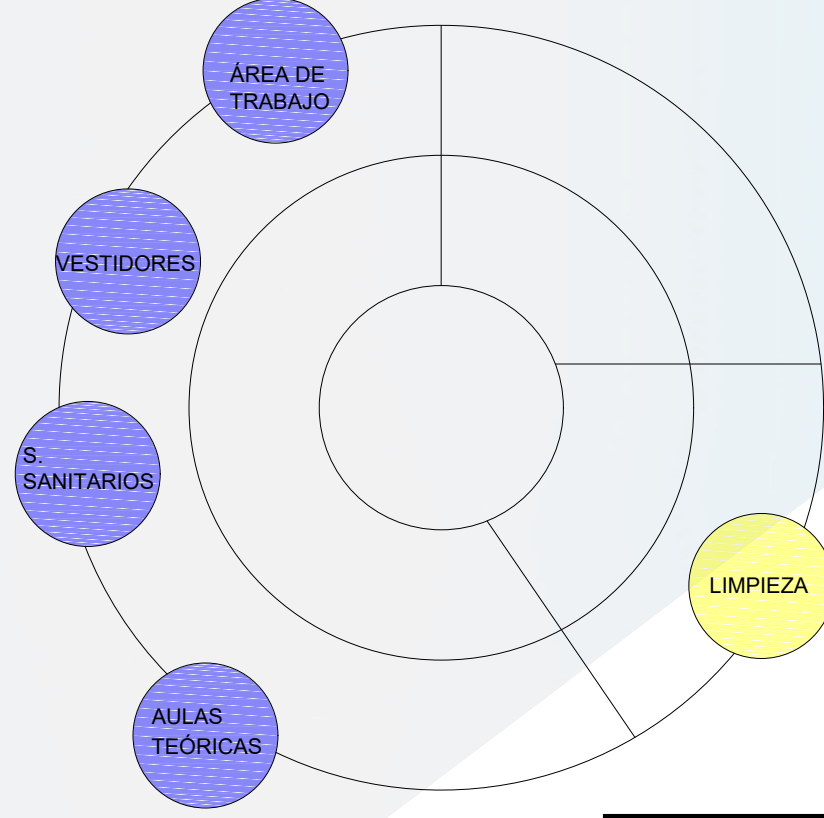 ÁREA DE
TRABAJO
VESTIDORES
S.
SANITARIOS
LIMPIEZA
AULAS
TEÓRICAS